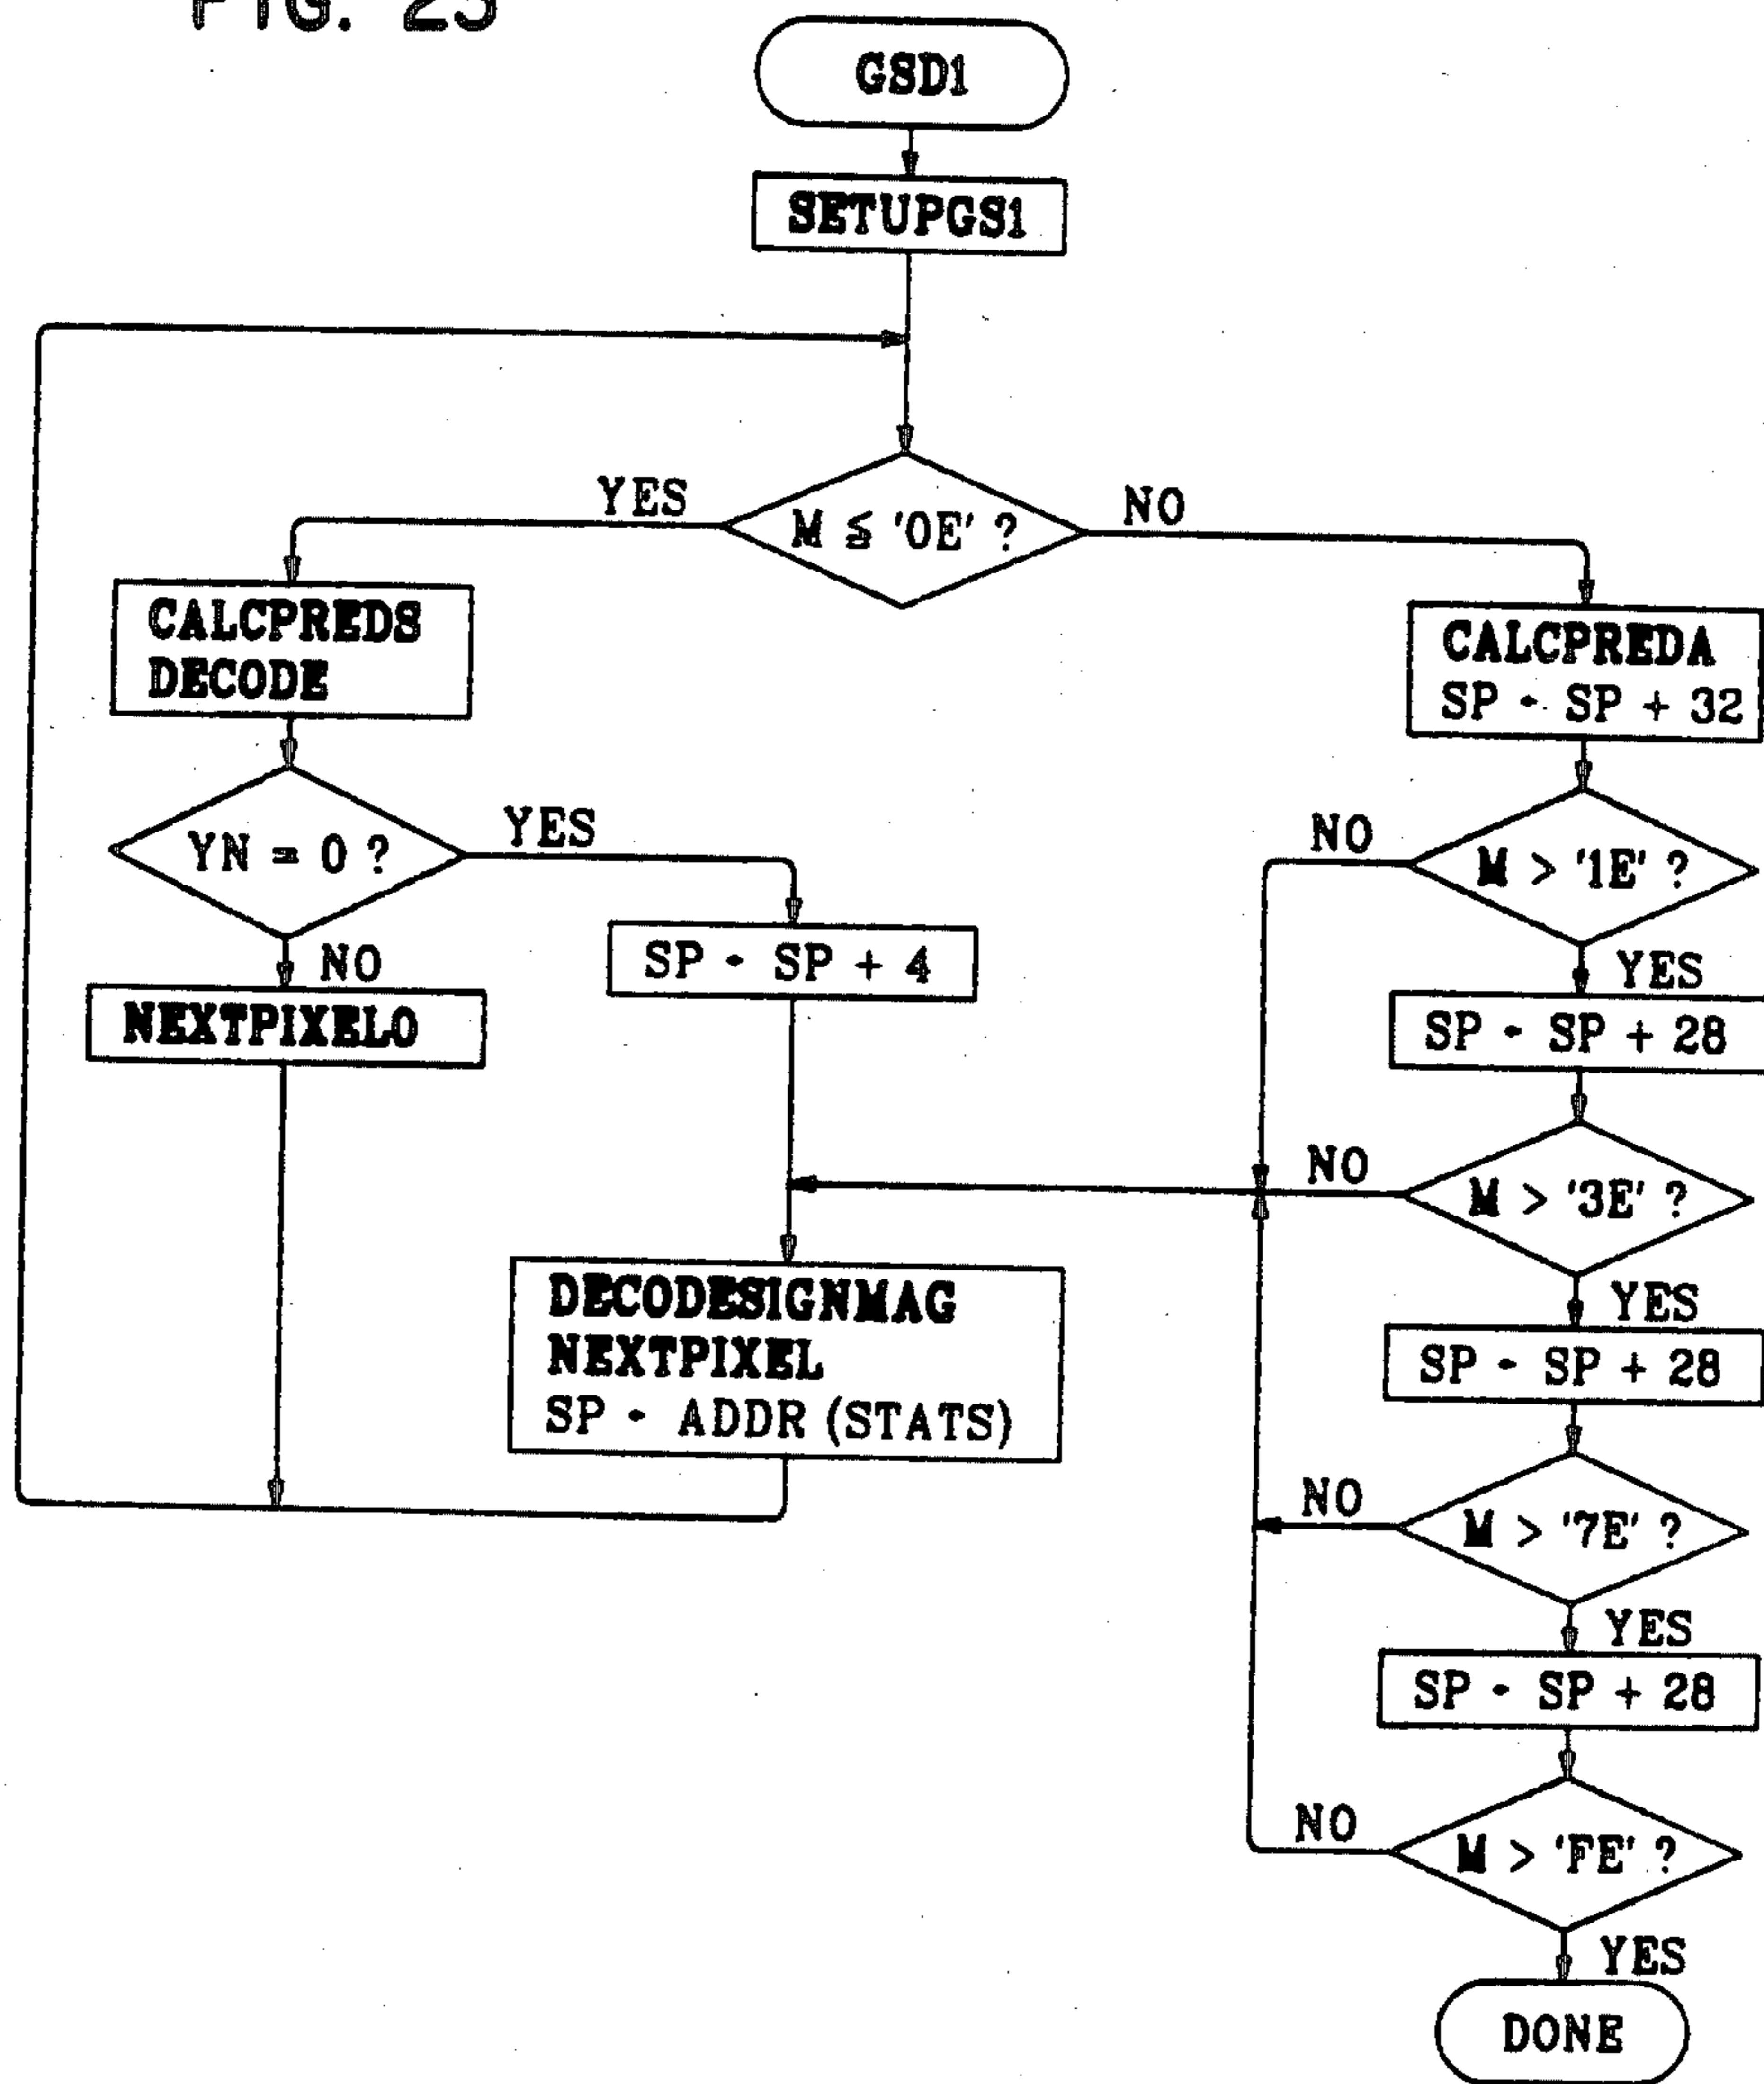 FIG. 25
GSD1
SETUPGS1
YES
M ≤ '0E' ?
NO
CALCPREDS
DECODE
CALCPREDA
SP - SP + 32
YN = 0 ?
YES
NO
M > '1E' ?
NO
SP - SP + 4
YES
NEXTPIXEL0
SP - SP + 28
NO
M > '3E' ?
YES
DECODESIGNMAG
NEXTPIXEL
SP - ADDR (STATS)
SP - SP + 28
NO
M > '7E' ?
YES
SP - SP + 28
NO
M > 'FE' ?
YES
DONE